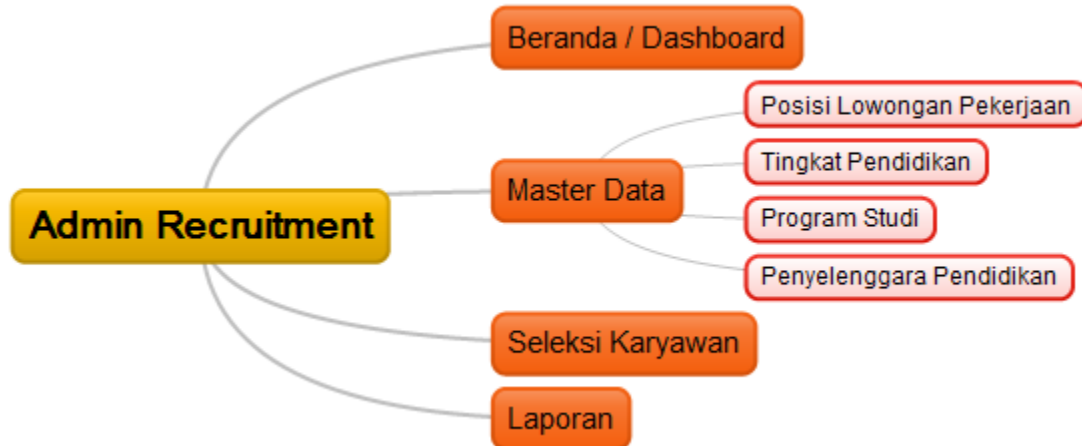 Admin Recruitment
Beranda / Dashboard
Master Data
Posisi Lowongan Pekerjaan
Tingkat Pendidikan
Program Studi
Penyelenggara Pendidikan
Seleksi Karyawan
Laporan